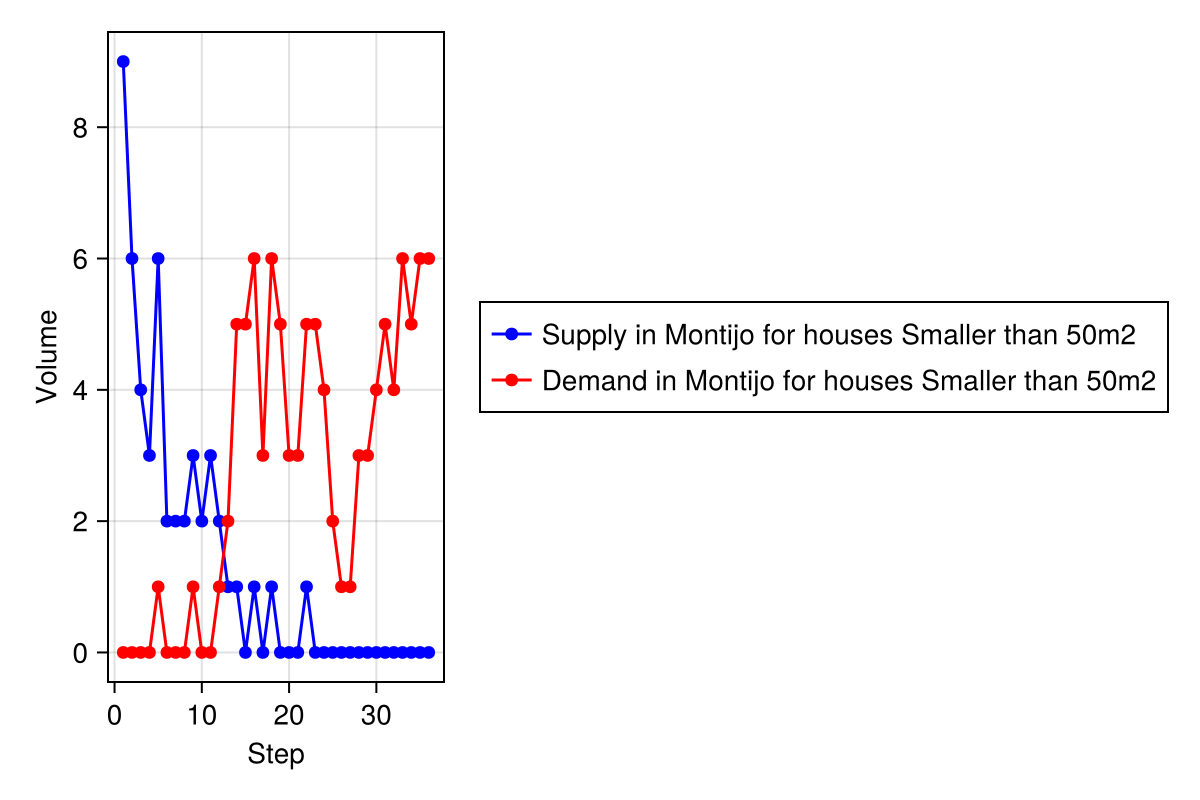 Volume
8
6
4
2
0
0 10 20 30
Step
Supply in Montijo for houses Smaller than 50m2
Demand in Montijo for houses Smaller than 50m2